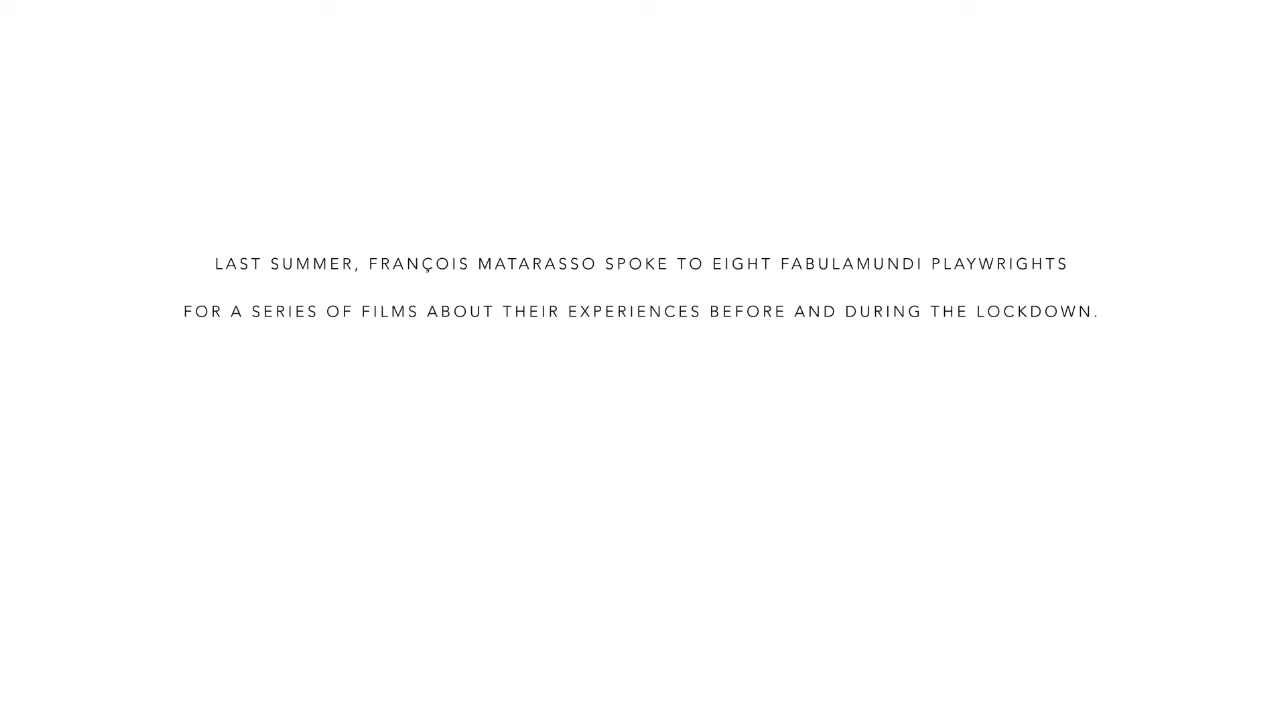 LAST SUMMER, FRANÇOIS MATARASSO SPOKE TO EIGHT FABULAMUNDI PLAYWRIGHTS
FOR A SERIES OF FILMS ABOUT THEIR EXPERIENCES BEFORE AND DURING THE LOCKDOWN.